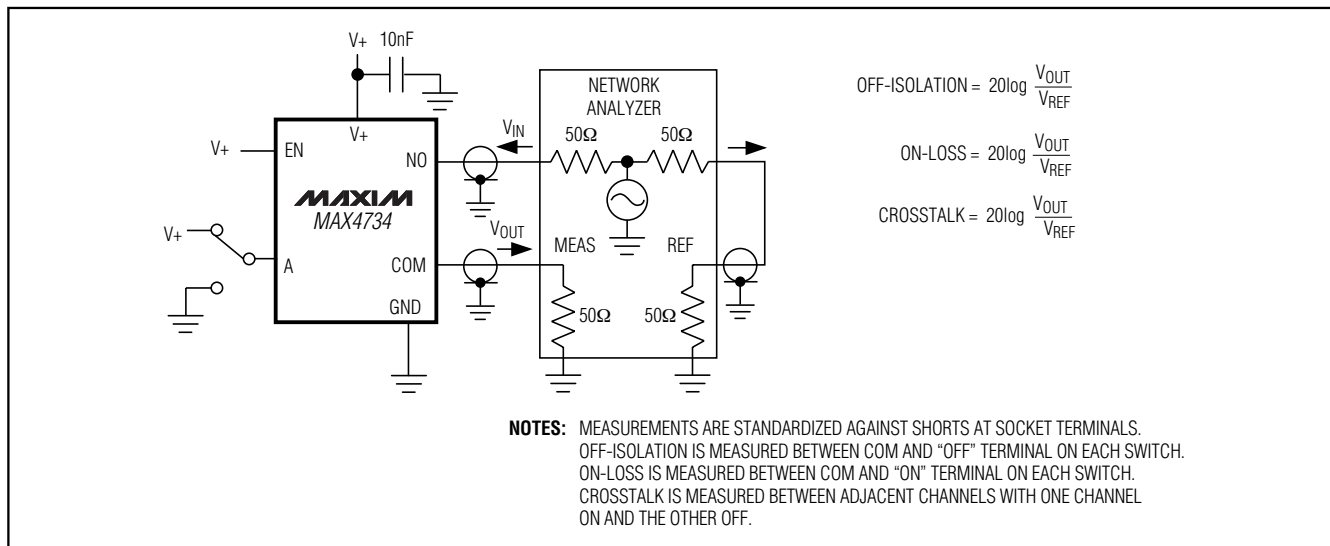 V+ 10nF
V+
V+ EN
NO
MAXIM
MAX4734
V+
A
COM
GND
VIN
VOUT
NETWORK
ANALYZER
50Ω 50Ω
MEAS REF
50Ω 50Ω
OFF-ISOLATION = 20log VOUT
VREF
ON-LOSS = 20log VOUT
VREF
CROSSTALK = 20log VOUT
VREF
NOTES: MEASUREMENTS ARE STANDARDIZED AGAINST SHORTS AT SOCKET TERMINALS.
OFF-ISOLATION IS MEASURED BETWEEN COM AND “OFF” TERMINAL ON EACH SWITCH.
ON-LOSS IS MEASURED BETWEEN COM AND “ON” TERMINAL ON EACH SWITCH.
CROSSTALK IS MEASURED BETWEEN ADJACENT CHANNELS WITH ONE CHANNEL
ON AND THE OTHER OFF.